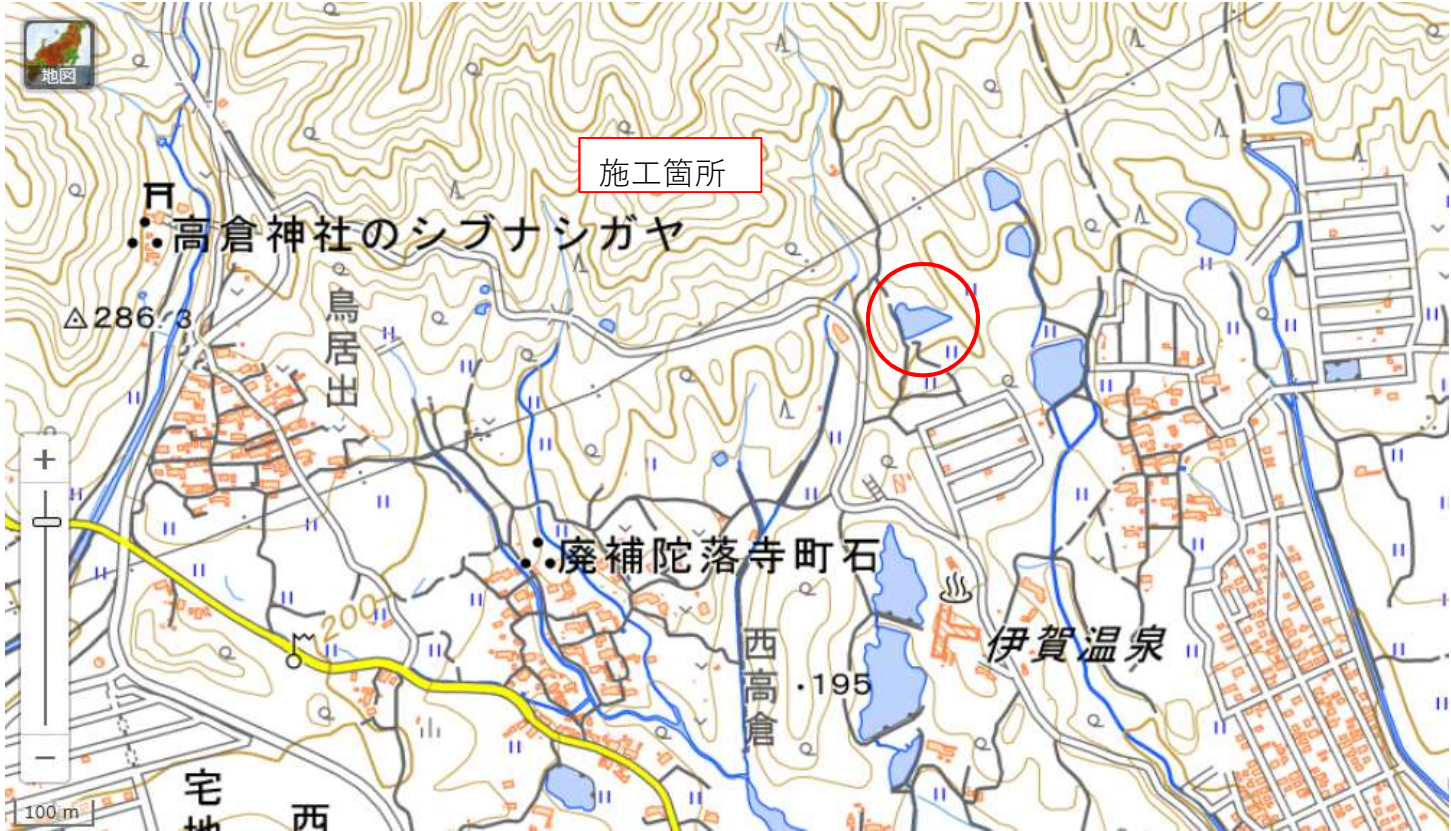 地図
施工箇所
高倉神社のシブナシガヤ
286.3
鳥居出
廃補陀落寺町石
200
西高倉
195
伊賀温泉
宅地
西
100 m